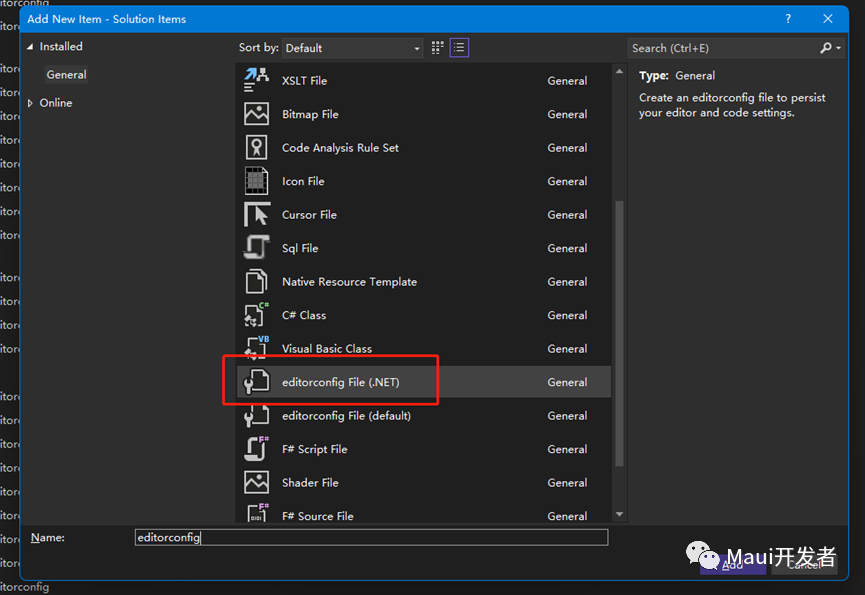 itorconfig
Add New Item - Solution Items
?
Installed
General
Online
Sort by: Default
Search (Ctrl+E)
XSLT File General
Bitmap File General
Code Analysis Rule Set General
Icon File General
Cursor File General
Sql File General
Native Resource Template General
C# Class General
Visual Basic Class General
editorconfig File (.NET) General
editorconfig File (default) General
F# Script File General
Shader File General
F# Source File General
Type: General
Create an editorconfig file to persist
your editor and code settings.
Name: editorconfig
Maui开发者
Add Cancel
itorconfig